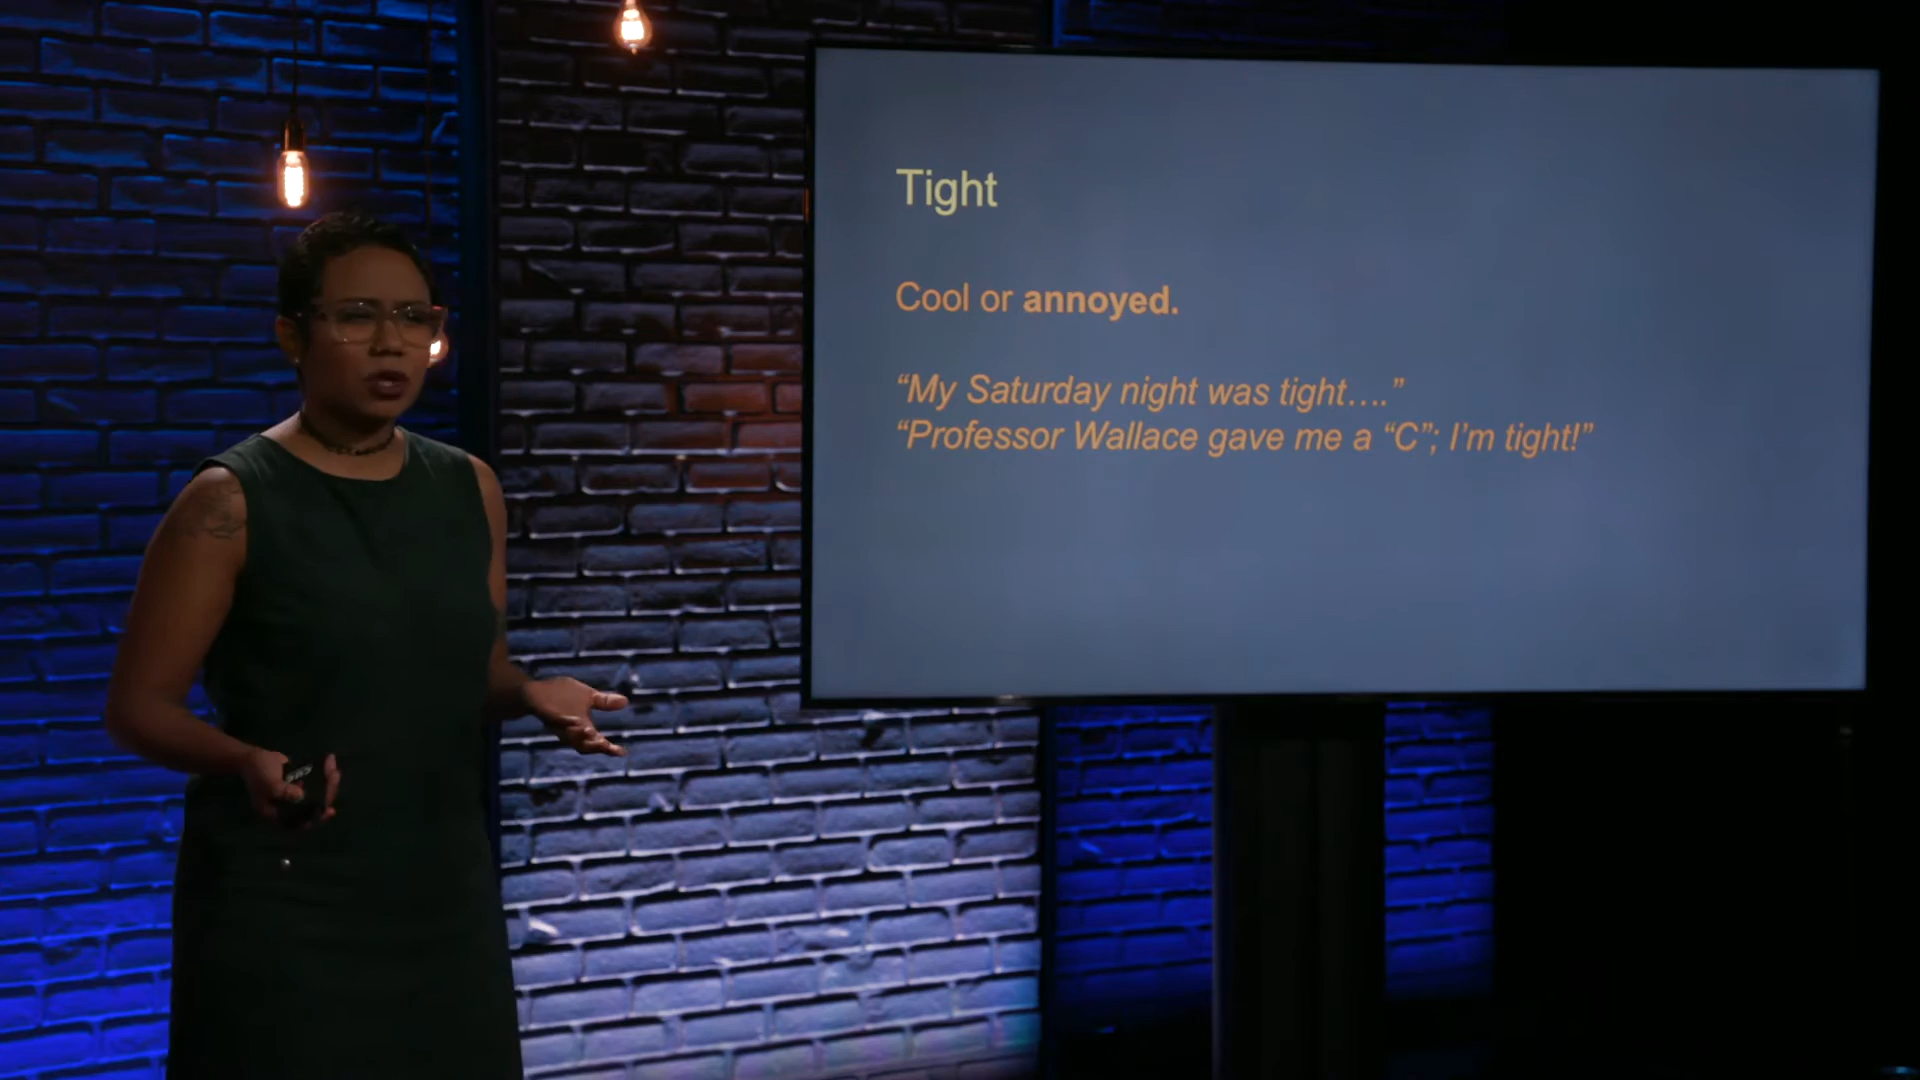 Tight
Cool or annoyed.
“My Saturday night was tight….”
“Professor Wallace gave me a “C”; I’m tight!”